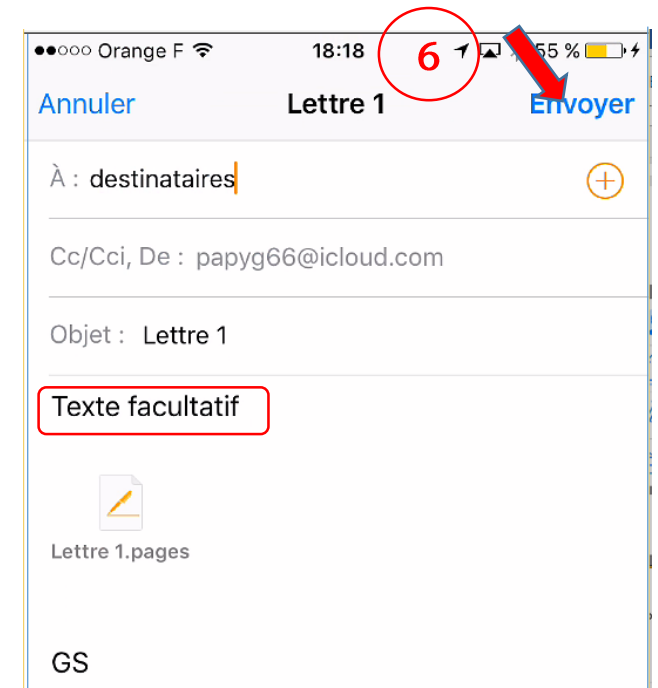 Orange F 18:18 6 55 %
Annuler Lettre 1 Envoyer
À : destinataires
Cc/Cci, De : papyg66@icloud.com
Objet : Lettre 1
Texte facultatif
Lettre 1.pages
GS